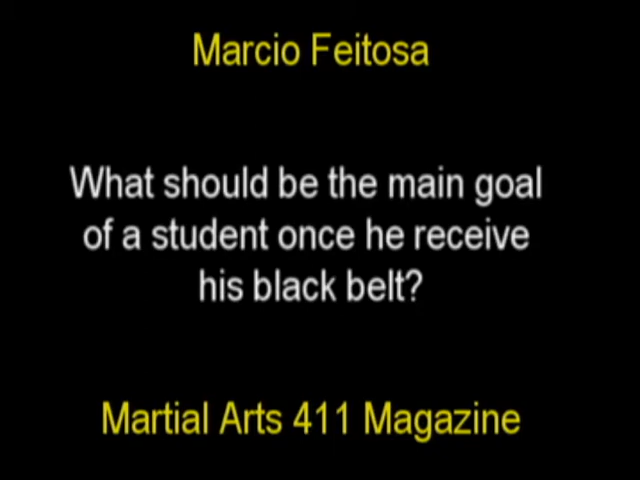 Marcio Feitosa
What should be the main goal
of a student once he receive
his black belt?
Martial Arts 411 Magazine